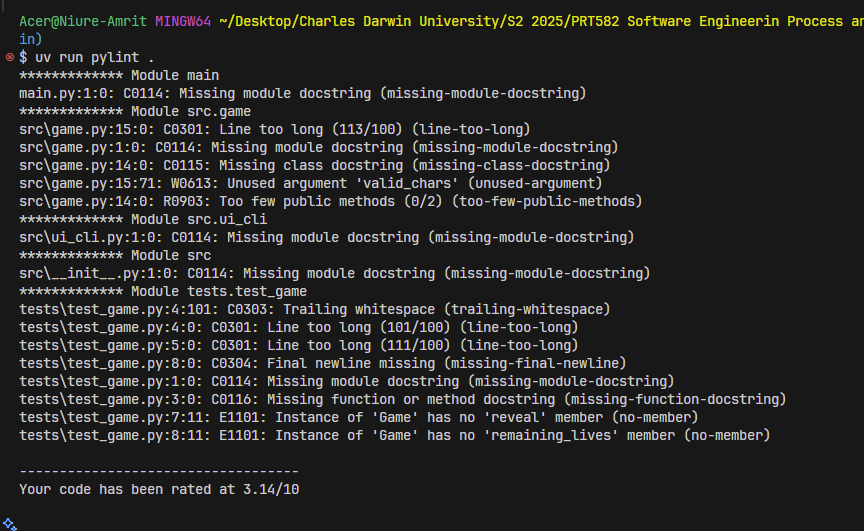 Acer@Niure-Amrit MINGW64 ~/Desktop/Charles Darwin University/S2 2025/PRT582 Software Engineerin Process an
in)
$ uv run pylint .
************* Module main
main.py:1:0: C0114: Missing module docstring (missing-module-docstring)
************* Module src.game
src\game.py:15:0: C0301: Line too long (113/100) (line-too-long)
src\game.py:1:0: C0114: Missing module docstring (missing-module-docstring)
src\game.py:14:0: C0115: Missing class docstring (missing-class-docstring)
src\game.py:15:71: W0613: Unused argument 'valid_chars' (unused-argument)
src\game.py:14:0: R0903: Too few public methods (0/2) (too-few-public-methods)
************* Module src.ui_cli
src\ui_cli.py:1:0: C0114: Missing module docstring (missing-module-docstring)
************* Module src
src\__init__.py:1:0: C0114: Missing module docstring (missing-module-docstring)
************* Module tests.test_game
tests\test_game.py:4:101: C0303: Trailing whitespace (trailing-whitespace)
tests\test_game.py:4:0: C0301: Line too long (101/100) (line-too-long)
tests\test_game.py:5:0: C0301: Line too long (111/100) (line-too-long)
tests\test_game.py:8:0: C0304: Final newline missing (missing-final-newline)
tests\test_game.py:1:0: C0114: Missing module docstring (missing-module-docstring)
tests\test_game.py:3:0: C0116: Missing function or method docstring (missing-function-docstring)
tests\test_game.py:7:11: E1101: Instance of 'Game' has no 'reveal' member (no-member)
tests\test_game.py:8:11: E1101: Instance of 'Game' has no 'remaining_lives' member (no-member)
-----------------------------------
Your code has been rated at 3.14/10